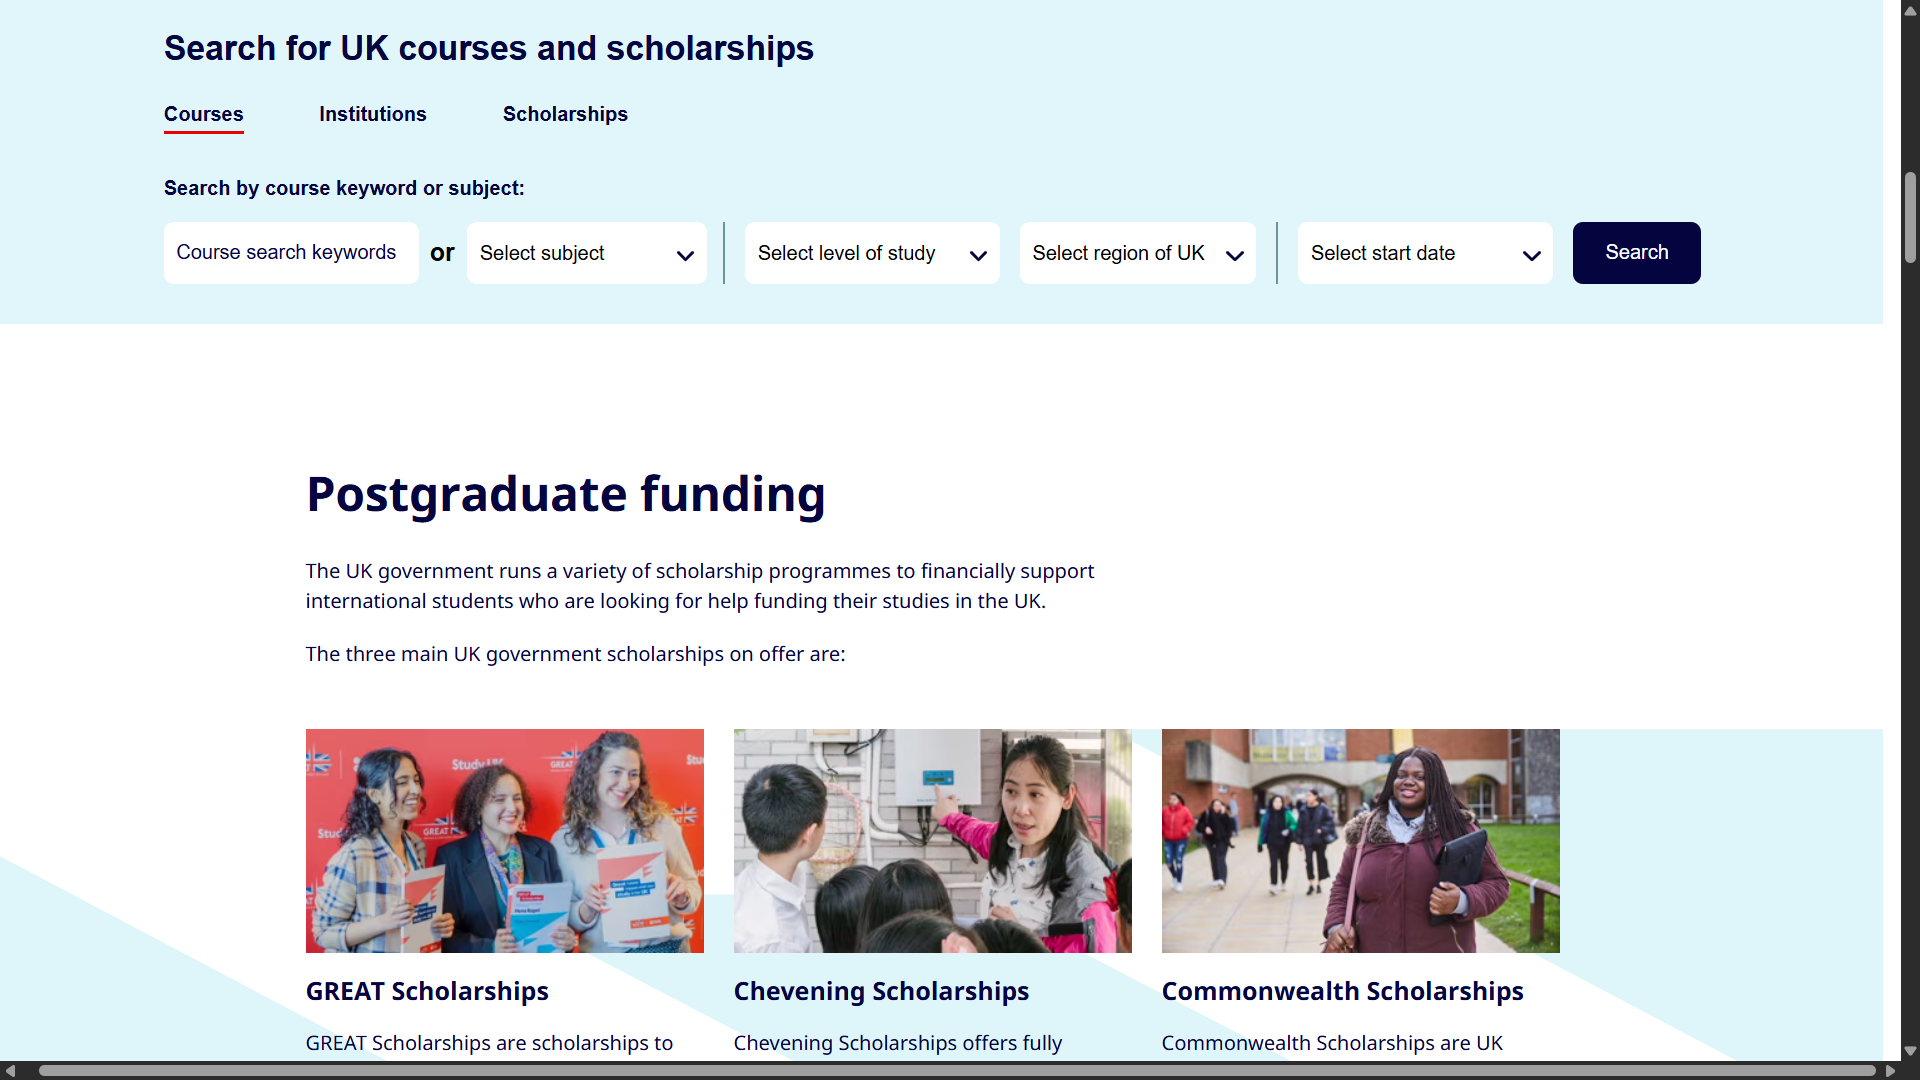 Search for UK courses and scholarships
Courses
Institutions
Scholarships
Search by course keyword or subject:
Course search keywords
or
Select subject
Select level of study
Select region of UK
Select start date
Search
Postgraduate funding
The UK government runs a variety of scholarship programmes to financially support
international students who are looking for help funding their studies in the UK.
The three main UK government scholarships on offer are:
Study UK
GREAT
GREAT
GREAT Scholarships
Chevening Scholarships
Commonwealth Scholarships
GREAT Scholarships are scholarships to
Chevening Scholarships offers fully
Commonwealth Scholarships are UK